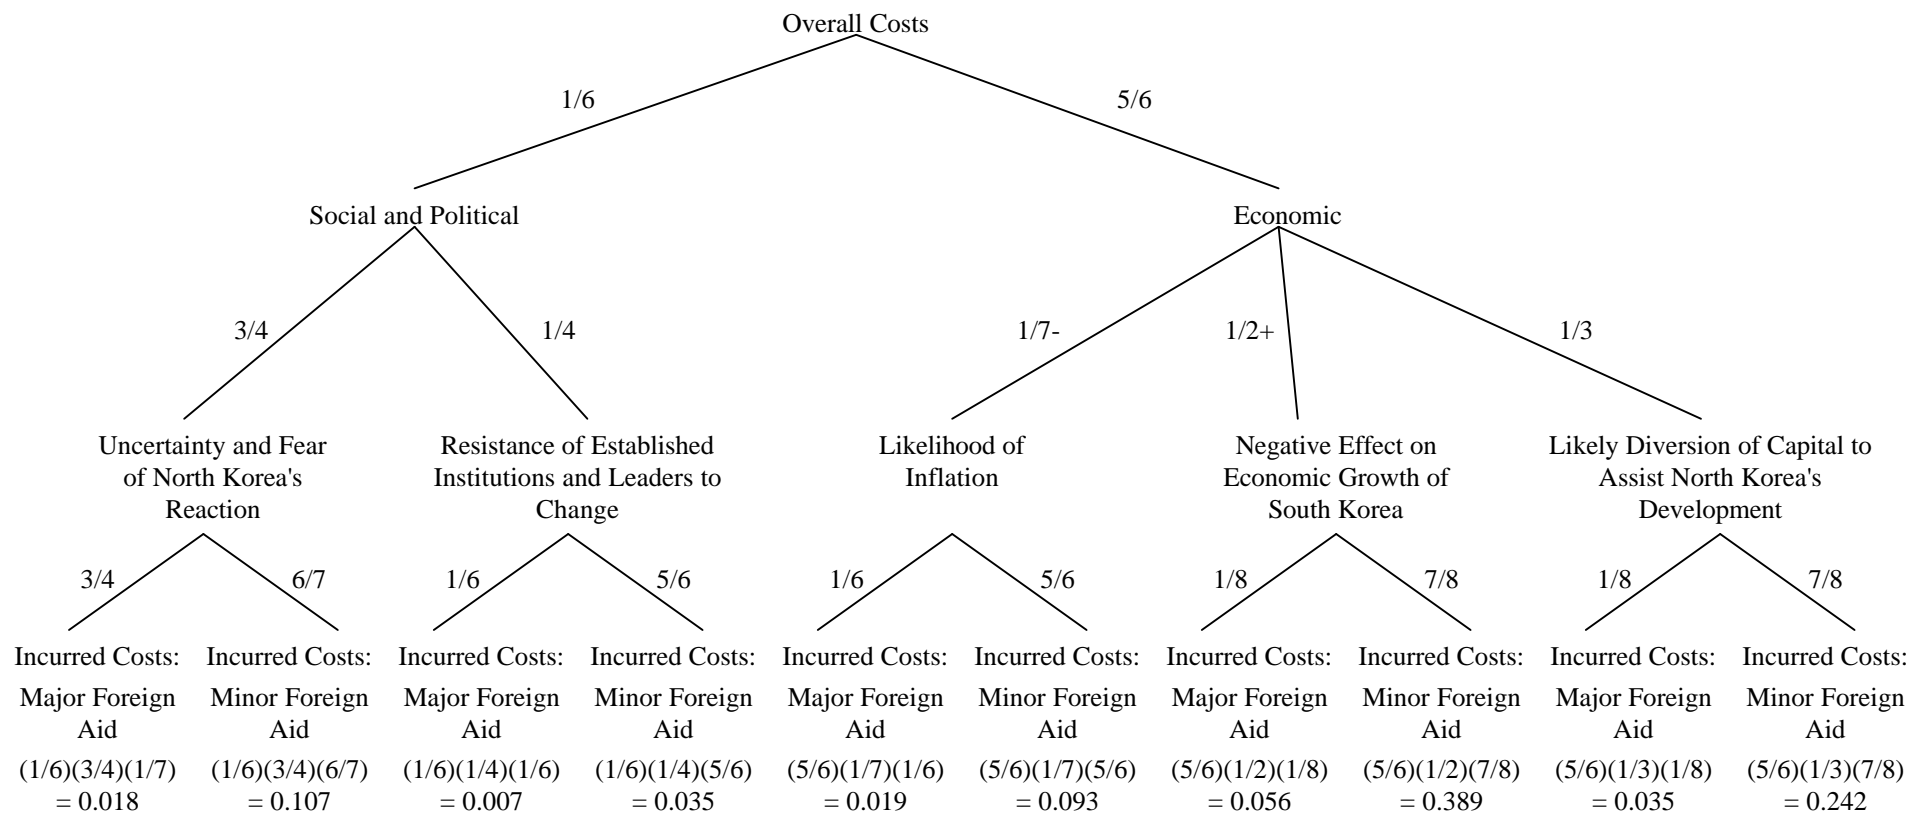 Overall Costs
1/6
5/6
Social and Political
Economic
3/4
1/4
1/7-
1/2+
1/3
Uncertainty and Fear
of North Korea's
Reaction
Resistance of Established
Institutions and Leaders to
Change
Likelihood of
Inflation
Negative Effect on
Economic Growth of
South Korea
Likely Diversion of Capital to
Assist North Korea's
Development
3/4
6/7
1/6
5/6
1/6
5/6
1/8
7/8
1/8
7/8
Incurred Costs:
Major Foreign
Aid
(1/6)(3/4)(1/7)
= 0.018
Incurred Costs:
Minor Foreign
Aid
(1/6)(3/4)(6/7)
= 0.107
Incurred Costs:
Major Foreign
Aid
(1/6)(1/4)(1/6)
= 0.007
Incurred Costs:
Minor Foreign
Aid
(1/6)(1/4)(5/6)
= 0.035
Incurred Costs:
Major Foreign
Aid
(5/6)(1/7)(1/6)
= 0.019
Incurred Costs:
Minor Foreign
Aid
(5/6)(1/7)(5/6)
= 0.093
Incurred Costs:
Major Foreign
Aid
(5/6)(1/2)(1/8)
= 0.056
Incurred Costs:
Minor Foreign
Aid
(5/6)(1/2)(7/8)
= 0.389
Incurred Costs:
Major Foreign
Aid
(5/6)(1/3)(1/8)
= 0.035
Incurred Costs:
Minor Foreign
Aid
(5/6)(1/3)(7/8)
= 0.242